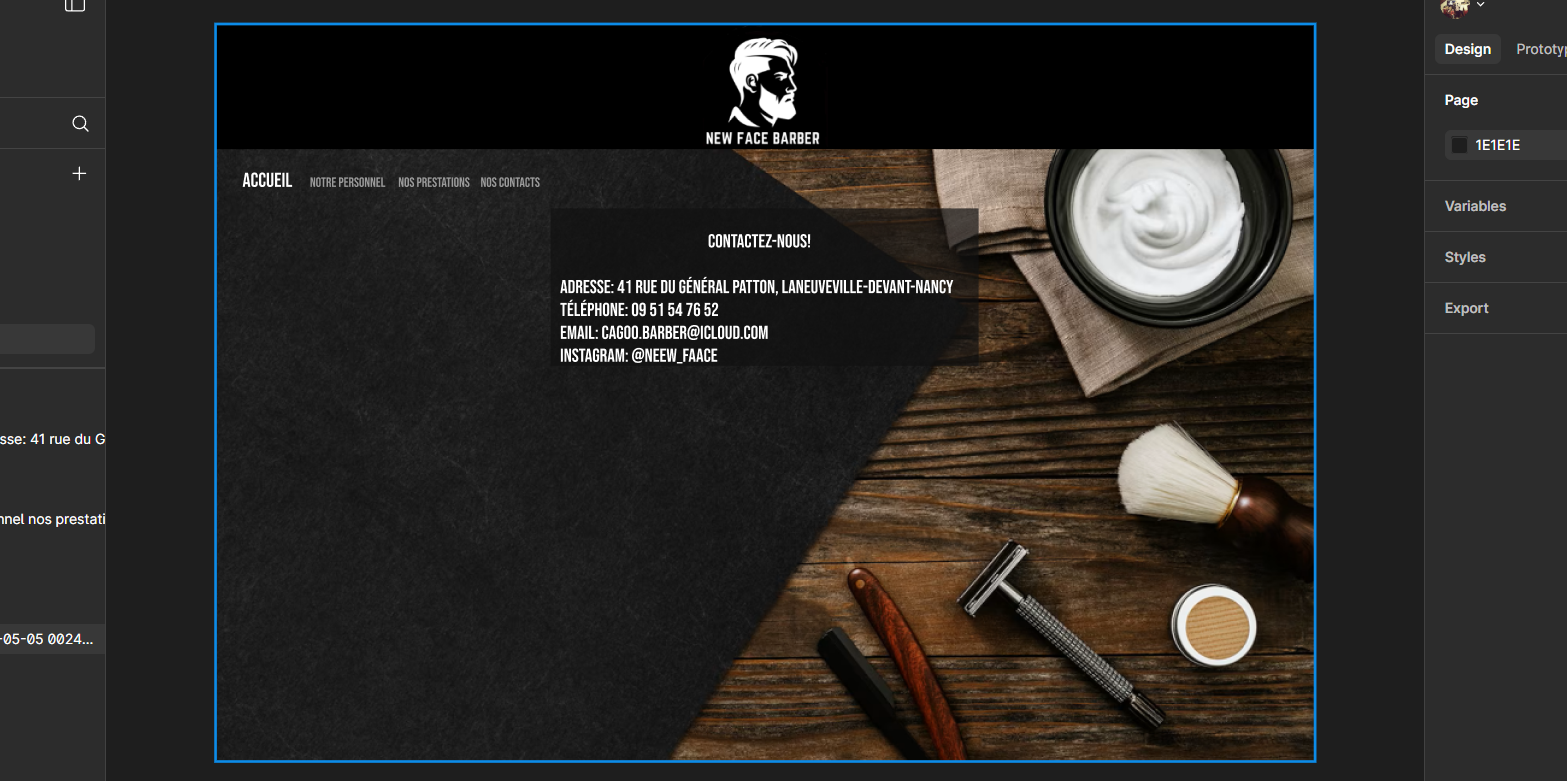 Design Prototyp
Page
1E1E1E
Variables
Styles
Export
sse: 41 rue du G
nnel nos prestati
-05-05 0024...
NEW FACE BARBER
ACCUEIL NOTRE PERSONNEL NOS PRESTATIONS NOS CONTACTS
CONTACTEZ-NOUS!
ADRESSE: 41 RUE DU GÉNÉRAL PATTON, LANEUVEVILLE-DEVANT-NANCY
TÉLÉPHONE: 09 51 54 76 52
EMAIL: CAGOO.BARBER@ICLOUD.COM
INSTAGRAM: @NEEW_FAACE